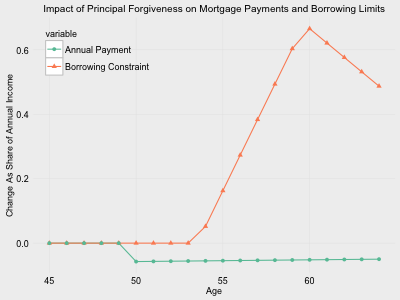 Impact of Principal Forgiveness on Mortgage Payments and Borrowing Limits
variable
Annual Payment
Borrowing Constraint
Change As Share of Annual Income
0.6
0.4
0.2
0.0
45 50 55 60
Age